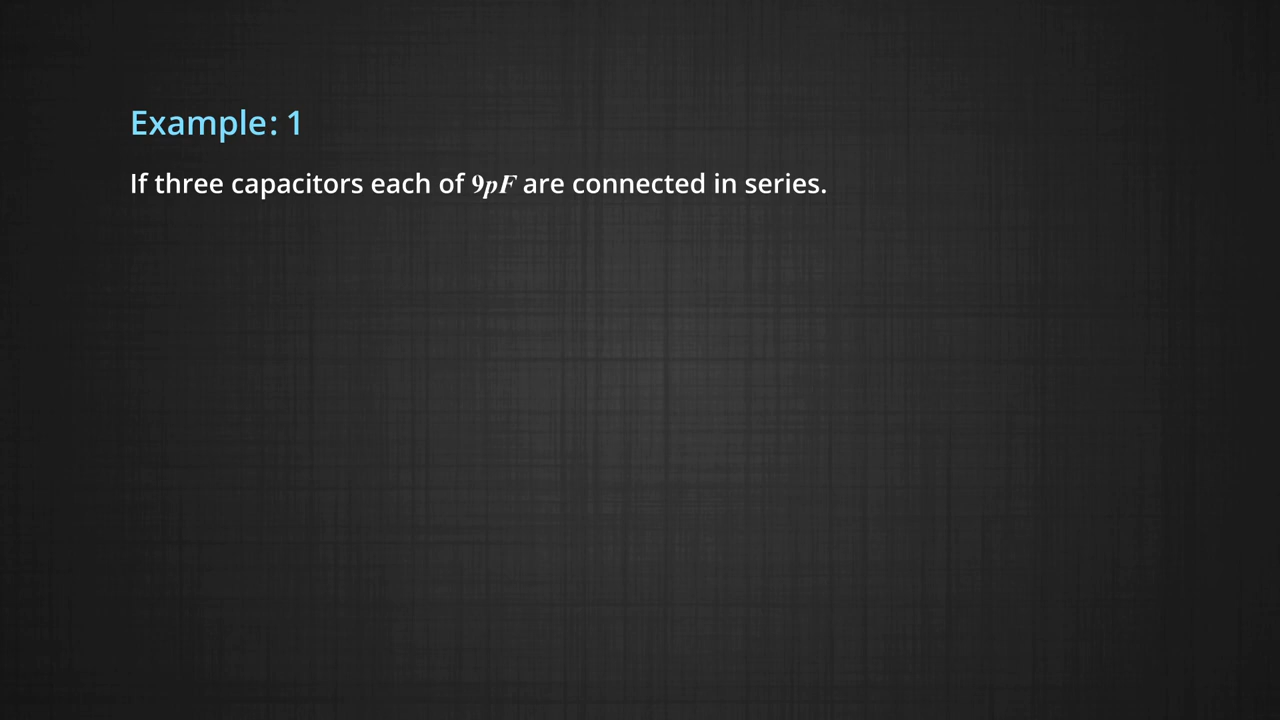 Example: 1
If three capacitors each of 9pF are connected in series.